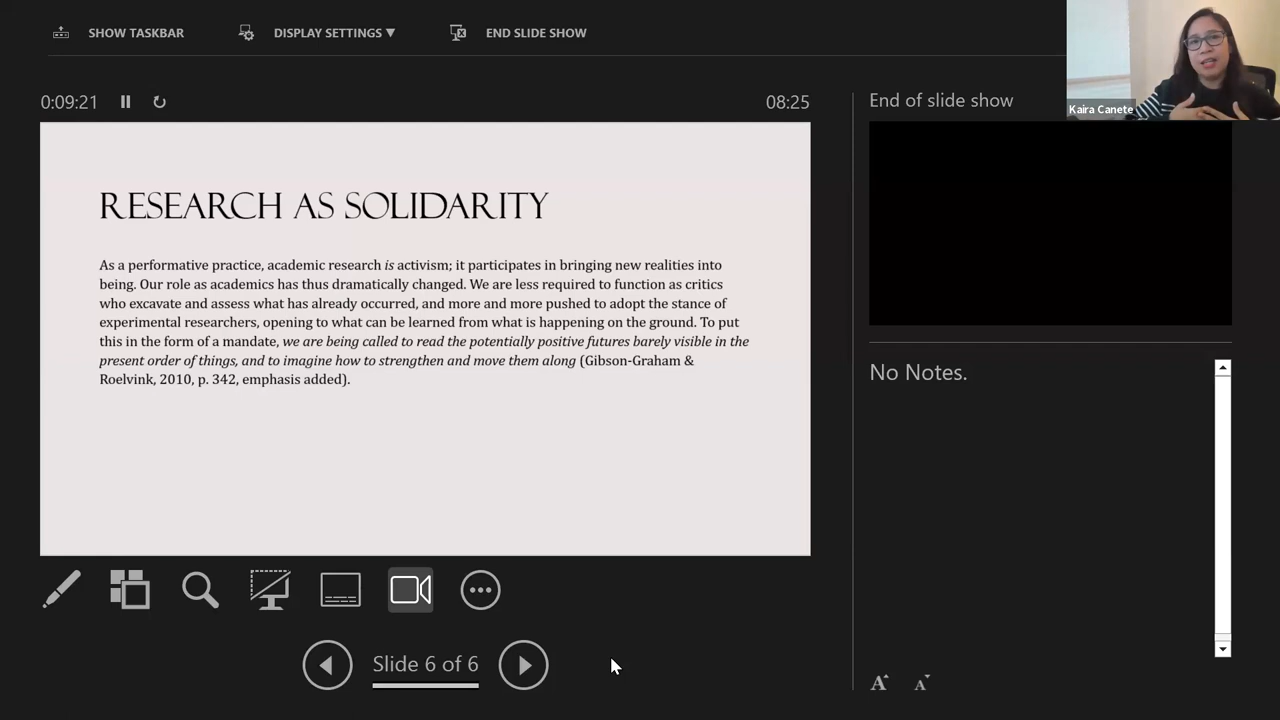 SHOW TASKBAR
DISPLAY SETTINGS ▼
END SLIDE SHOW
Kaira Canete
0:09:21
08:25
End of slide show
RESEARCH AS SOLIDARITY
As a performative practice, academic research is activism; it participates in bringing new realities into
being. Our role as academics has thus dramatically changed. We are less required to function as critics
who excavate and assess what has already occurred, and more and more pushed to adopt the stance of
experimental researchers, opening to what can be learned from what is happening on the ground. To put
this in the form of a mandate, we are being called to read the potentially positive futures barely visible in the
present order of things, and to imagine how to strengthen and move them along (Gibson-Graham &
Roelvink, 2010, p. 342, emphasis added).
No Notes.
Slide 6 of 6
A A